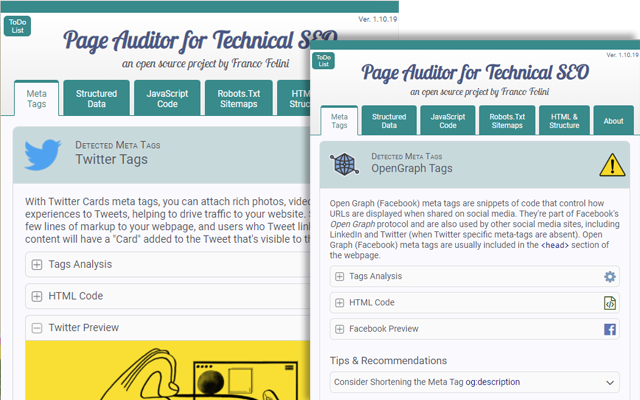 ToDo
List
Ver. 1.10.19
Page Auditor for Technical SEO
an open source project by Franco Folini
Meta
Tags
Structured
Data
JavaScript
Code
Robots.Txt
Sitemaps
HTML
Struc
Detected Meta Tags
Twitter Tags
With Twitter Cards meta tags, you can attach rich photos, video
experiences to Tweets, helping to drive traffic to your website.
few lines of markup to your webpage, and users who Tweet link
content will have a "Card" added to the Tweet that's visible to th
Tags Analysis
HTML Code
Twitter Preview
ToDo
List
Ver. 1.10.19
Page Auditor for Technical SEO
an open source project by Franco Folini
Meta
Tags
Structured
Data
JavaScript
Code
Robots.Txt
Sitemaps
HTML &
Structure
About
Detected Meta Tags
OpenGraph Tags
Open Graph (Facebook) meta tags are snippets of code that control how
URLs are displayed when shared on social media. They're part of Facebook's
Open Graph protocol and are also used by other social media sites, including
LinkedIn and Twitter (when Twitter specific meta-tags are absent). Open
Graph (Facebook) meta tags are usually included in the <head> section of
the webpage.
Tags Analysis
HTML Code
Facebook Preview
Tips & Recommendations
Consider Shortening the Meta Tag og:description